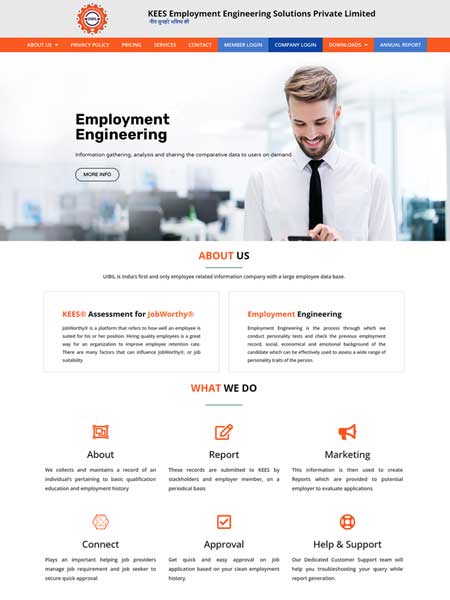 UIBIL
KEES Employment Engineering Solutions Private Limited
नींव सुनहरे भविष्य की
ABOUT US PRIVACY POLICY PRICING SERVICES CONTACT MEMBER LOGIN COMPANY LOGIN DOWNLOADS ANNUAL REPORT
Employment
Engineering
Information gathering, analysis and sharing the comparative data to users on demand
MORE INFO
ABOUT US
UIBIL is India's first and only employee related information company with a large employee data base.
KEES® Assessment for JobWorthy®
JobWorthy® is a platform that refers to how well an employee is
suited for his or her position. Hiring quality employees is a great
way for an organization to improve employee retention rate.
There are many factors that can influence JobWorthy®, or job
suitability
Employment Engineering
Employment Engineering is the process through which we
conduct personality tests and check the previous employment
record, social, economical and emotional background of the
candidate which can be effectively used to assess a wide range of
personality traits of the person.
WHAT WE DO
About
We collects and maintains a record of an
individual's pertaining to basic qualification
education and employment history
Report
These records are submitted to KEES by
stackholders and employer member, on a
periodical basis
Marketing
This information is then used to create
Reports which are provided to potential
employer to evaluate applications
Connect
Plays an important helping job providers
manage job requirement and job seeker to
secure quick approval.
Approval
Get quick and easy approval on job
application based on your clean employment
history.
Help & Support
Our Dedicated Customer Support team will
help you troubleshooting your query while
report generation.